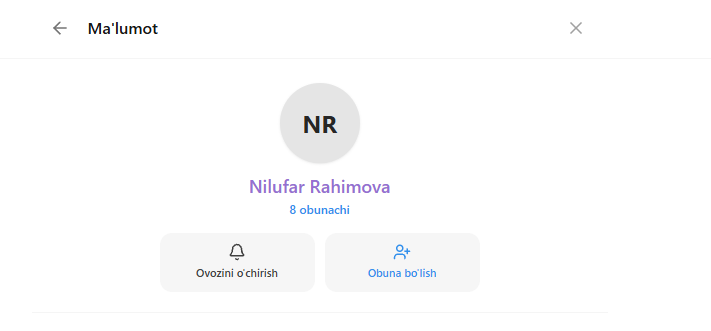 Ma'lumot
NR
Nilufar Rahimova
8 obunachi
Ovozini o'chirish
Obuna bo'lish